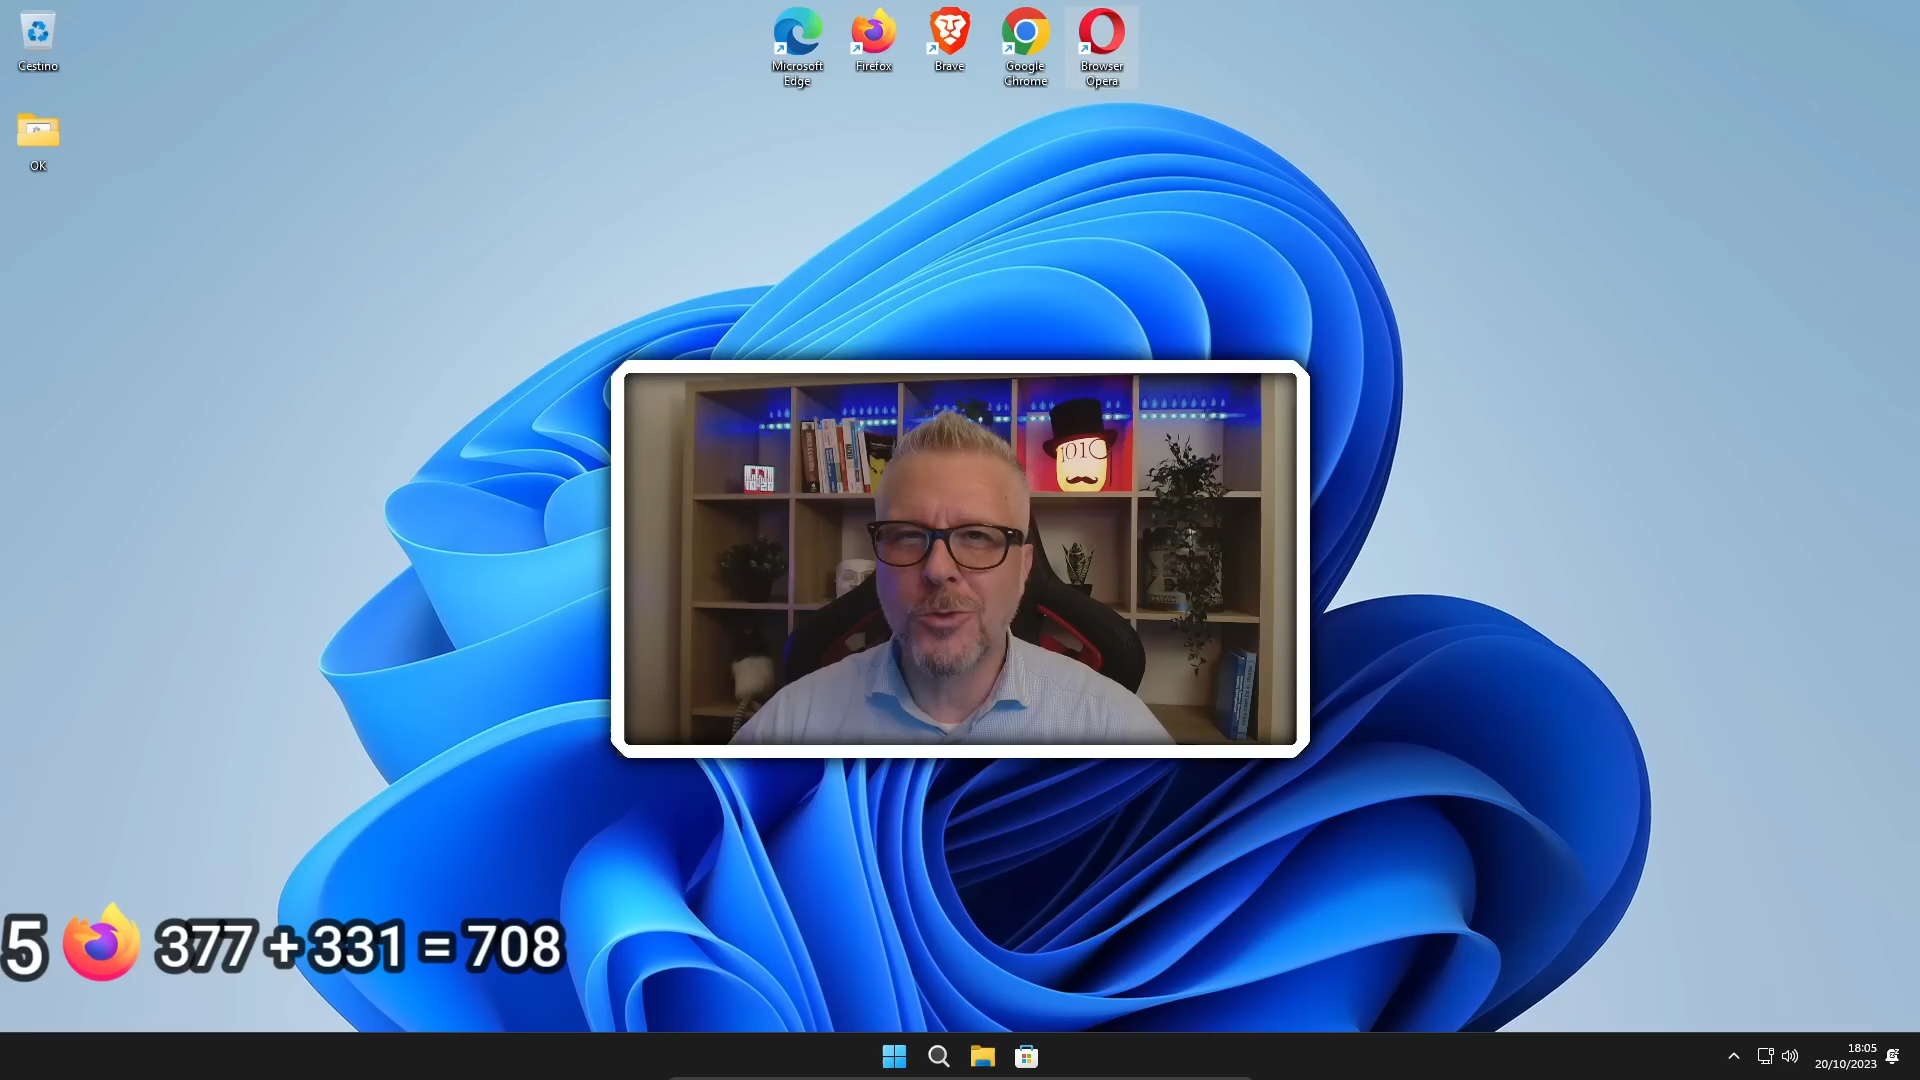 Cestino
OK
Microsoft
Edge
Firefox
Brave
Google
Chrome
Browser
Opera
101C
5 377 + 331 = 708
18:05
20/10/2023